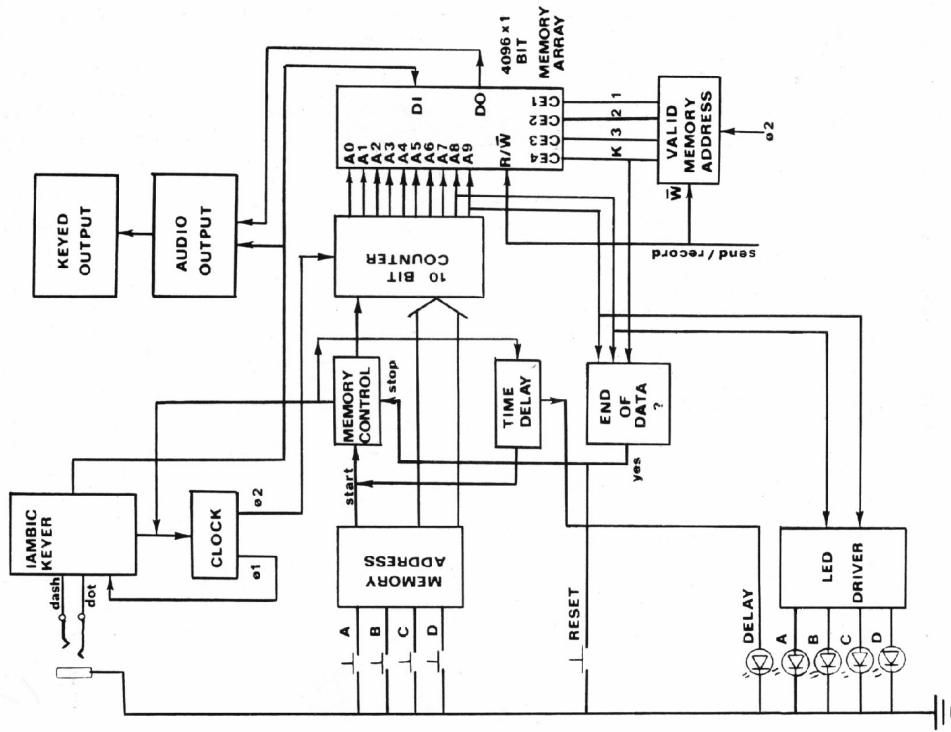 KEYED
OUTPUT
AUDIO
OUTPUT
4096 x 1
BIT
MEMORY
ARRAY
DI
DO
A0
A1
A2
A3
A4
A5
A6
A7
A8
A9
R/W̅
CE1
CE2
CE3
CE4
1
2
3
K
VALID
MEMORY
ADDRESS
ø2
W̅
send/record
10 BIT
COUNTER
IAMBIC
KEYER
dash
dot
CLOCK
ø1
ø2
MEMORY
CONTROL
start
stop
TIME
DELAY
END
OF
DATA
?
yes
MEMORY
ADDRESS
A
B
C
D
RESET
DELAY
A
B
C
D
LED
DRIVER